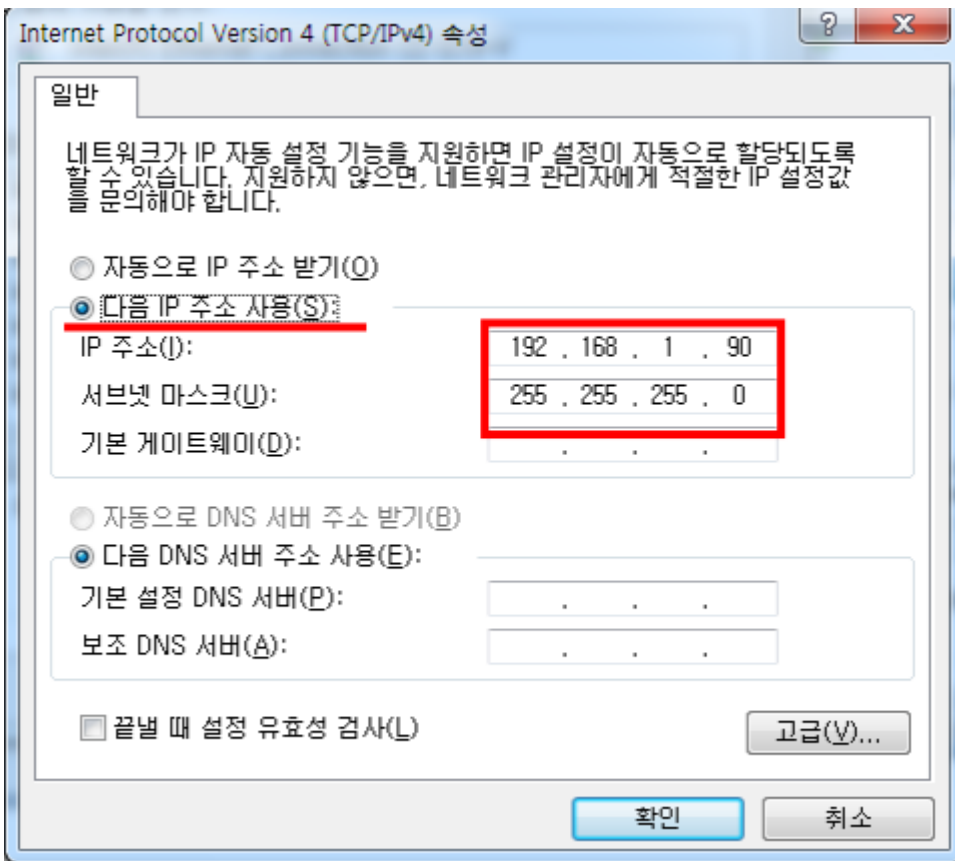 Internet Protocol Version 4 (TCP/IPv4) 속성
일반
네트워크가 IP 자동 설정 기능을 지원하면 IP 설정이 자동으로 할당되도록
할 수 있습니다. 지원하지 않으면, 네트워크 관리자에게 적절한 IP 설정값
을 문의해야 합니다.
자동으로 IP 주소 받기(O)
다음 IP 주소 사용(S):
IP 주소(I): 192 . 168 . 1 . 90
서브넷 마스크(U): 255 . 255 . 255 . 0
기본 게이트웨이(D): . . .
자동으로 DNS 서버 주소 받기(B)
다음 DNS 서버 주소 사용(E):
기본 설정 DNS 서버(P): . . .
보조 DNS 서버(A): . . .
끝낼 때 설정 유효성 검사(L)
고급(V)...
확인 취소